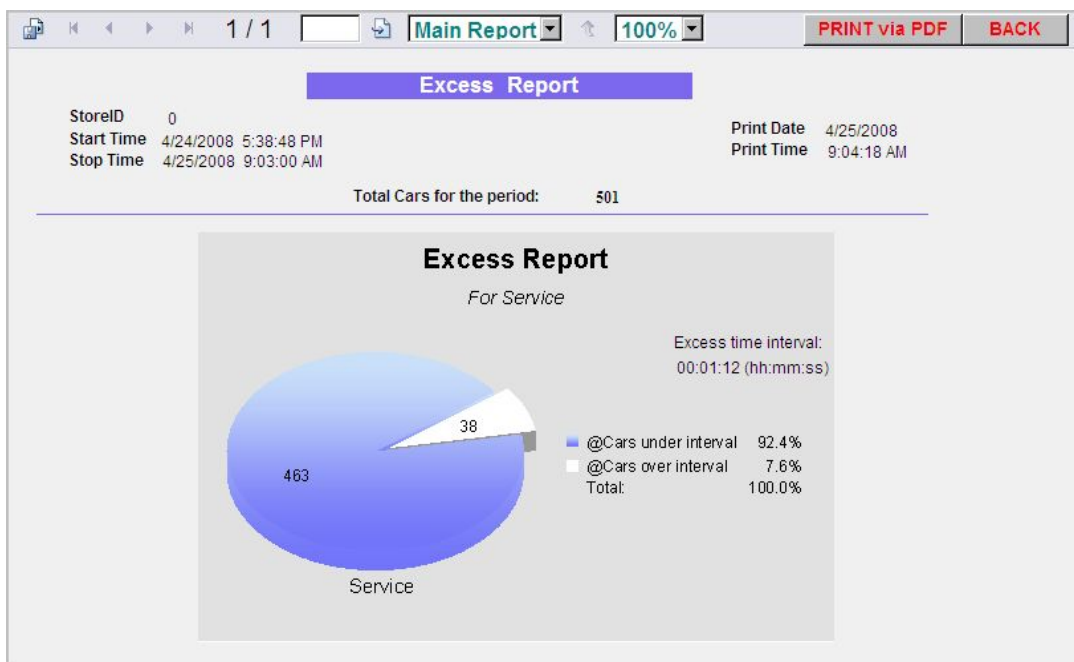 1 / 1 Main Report 100% PRINT via PDF BACK
Excess Report
StoreID 0
Start Time 4/24/2008 5:38:48 PM
Stop Time 4/25/2008 9:03:00 AM
Print Date 4/25/2008
Print Time 9:04:18 AM
Total Cars for the period: 501
Excess Report
For Service
Excess time interval:
00:01:12 (hh:mm:ss)
38
463
@Cars under interval 92.4%
@Cars over interval 7.6%
Total: 100.0%
Service